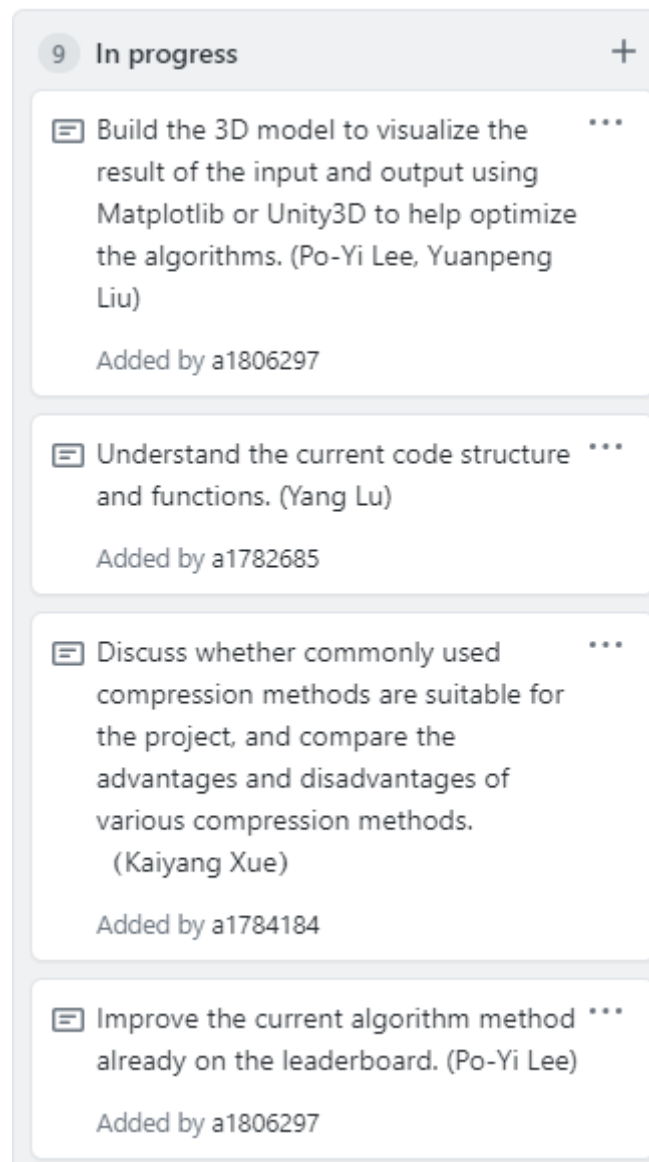 9 In progress +
Build the 3D model to visualize the ...
result of the input and output using
Matplotlib or Unity3D to help optimize
the algorithms. (Po-Yi Lee, Yuanpeng
Liu)
Added by a1806297
Understand the current code structure ...
and functions. (Yang Lu)
Added by a1782685
Discuss whether commonly used ...
compression methods are suitable for
the project, and compare the
advantages and disadvantages of
various compression methods.
（Kaiyang Xue）
Added by a1784184
Improve the current algorithm method ...
already on the leaderboard. (Po-Yi Lee)
Added by a1806297